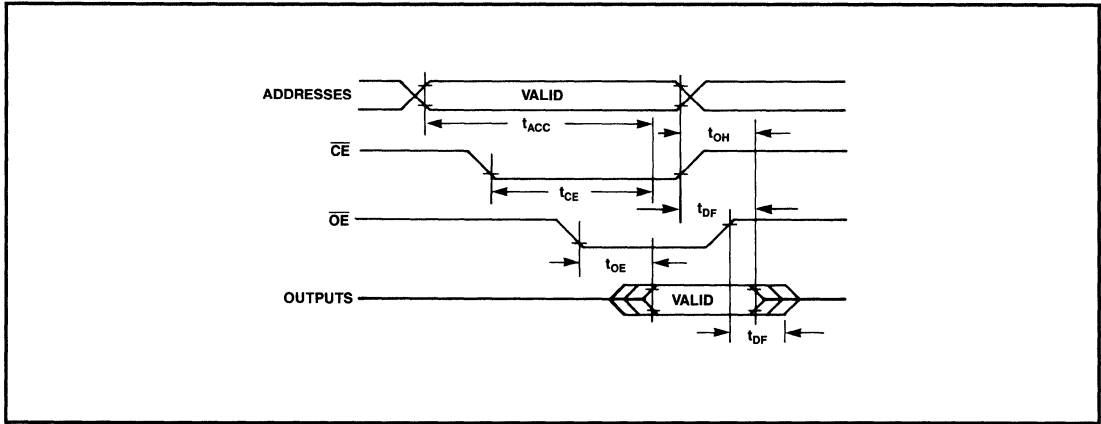 ADDRESSES VALID
tACC
tOH
CE
tCE
tDF
OE
tOE
OUTPUTS VALID
tDF